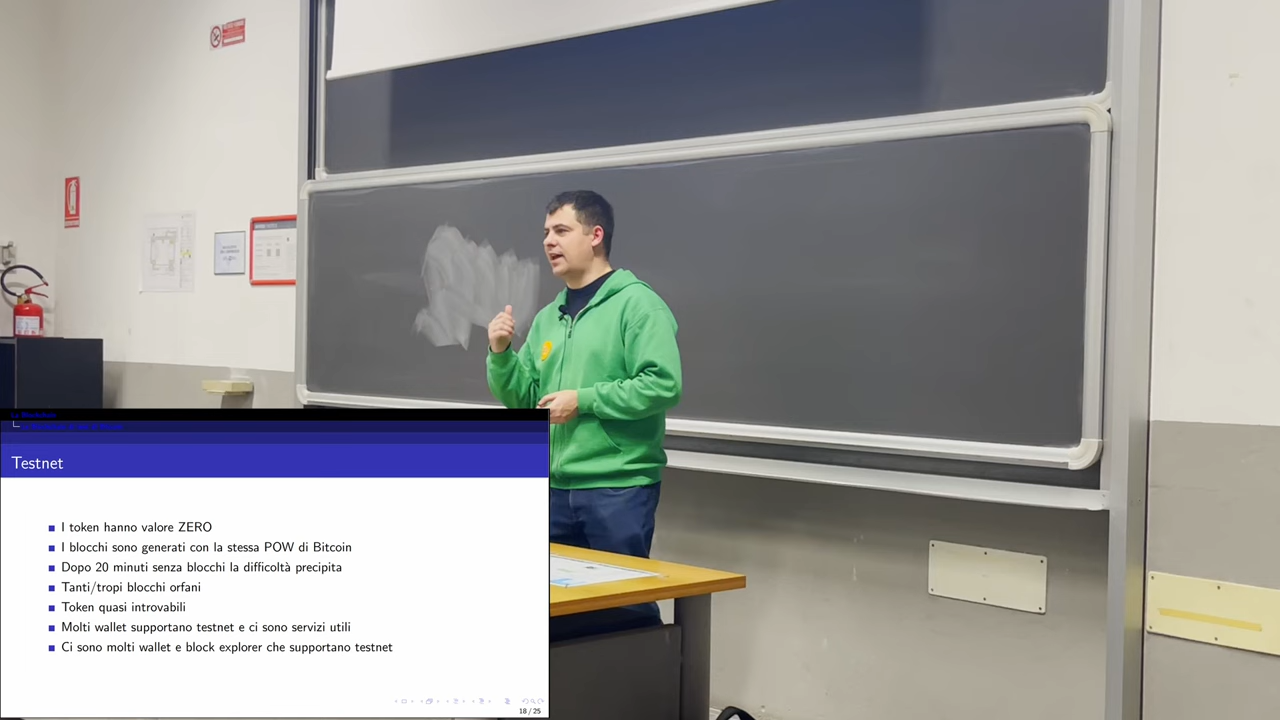 La Blockchain
Testnet
I token hanno valore ZERO
I blocchi sono generati con la stessa POW di Bitcoin
Dopo 20 minuti senza blocchi la difficoltà precipita
Tanti/tropi blocchi orfani
Token quasi introvabili
Molti wallet supportano testnet e ci sono servizi utili
Ci sono molti wallet e block explorer che supportano testnet
18 / 25